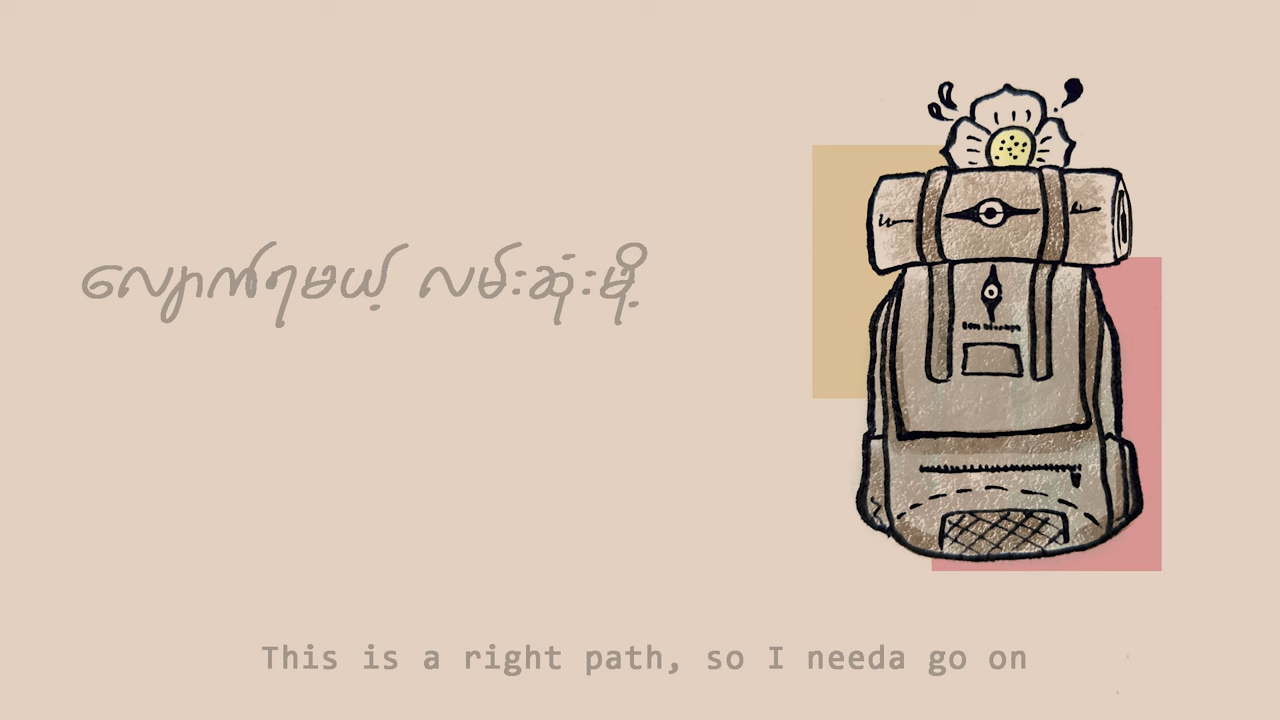 လျှောက်ရမယ့် လမ်းဆုံးမို့
This is a right path, so I needa go on